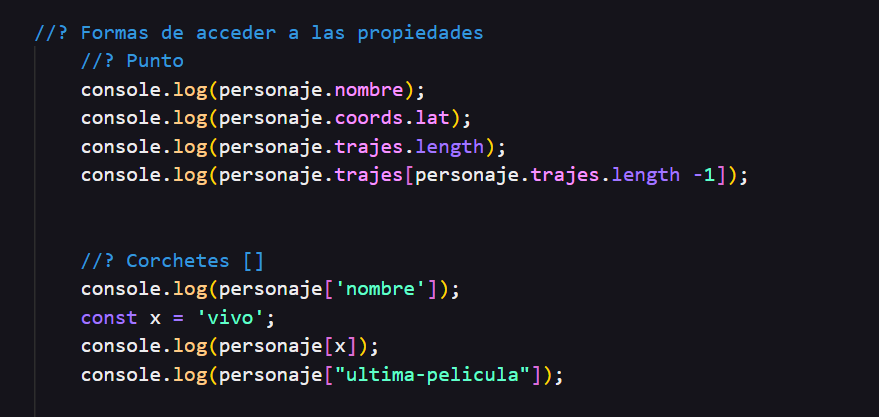 //? Formas de acceder a las propiedades
//? Punto
console.log(personaje.nombre);
console.log(personaje.coords.lat);
console.log(personaje.trajes.length);
console.log(personaje.trajes[personaje.trajes.length -1]);
//? Corchetes []
console.log(personaje['nombre']);
const x = 'vivo';
console.log(personaje[x]);
console.log(personaje["ultima-pelicula"]);